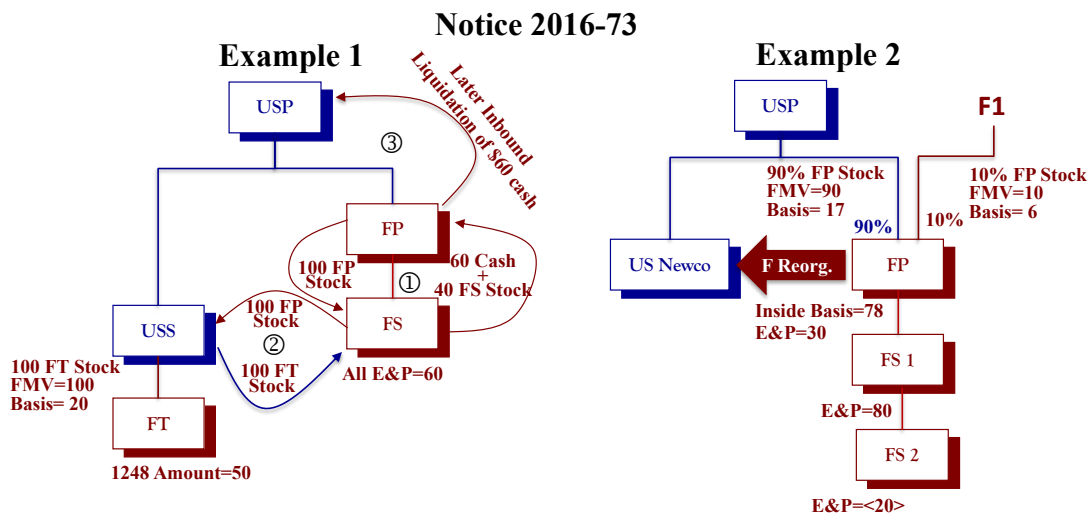 Notice 2016-73
Example 1
USP
Later Inbound
Liquidation of $60 cash
③
FP
100 FP
Stock
①
60 Cash
+
40 FS Stock
FS
100 FP
Stock
②
100 FT
Stock
USS
All E&P=60
100 FT Stock
FMV=100
Basis= 20
FT
1248 Amount=50
Example 2
USP
F1
90% FP Stock
FMV=90
Basis= 17
10% FP Stock
FMV=10
Basis= 6
90%
10%
US Newco
F Reorg.
FP
Inside Basis=78
E&P=30
FS 1
E&P=80
FS 2
E&P=<20>